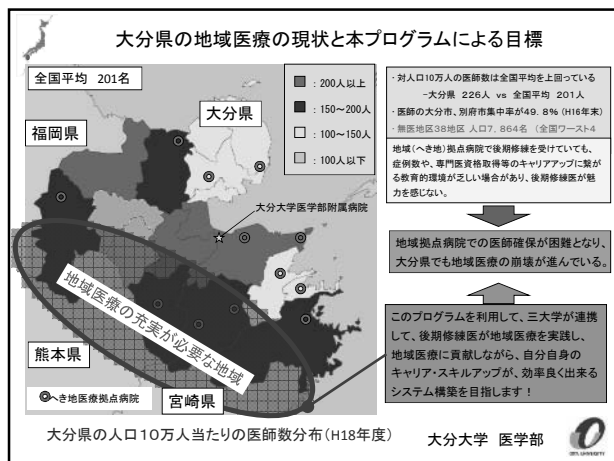 大分県の地域医療の現状と本プログラムによる目標
全国平均 201名
福岡県
大分県
:200人以上
:150~200人
:100~150人
:100人以下
大分大学医学部附属病院
地域医療の充実が必要な地域
熊本県
宮崎県
へき地医療拠点病院
大分県の人口10万人当たりの医師数分布(H18年度)
・対人口10万人の医師数は全国平均を上回っている
-大分県 226人 vs 全国平均 201人
・医師の大分市、別府市集中率が49.8%(H16年末)
・無医地区38地区 人口7,864名 (全国ワースト4
地域(へき地)拠点病院で後期修練を受けていても、
症例数や、専門医資格取得等のキャリアアップに繋が
る教育的環境が乏しい場合があり、後期修練医が魅
力を感じない。
地域拠点病院での医師確保が困難となり、
大分県でも地域医療の崩壊が進んでいる。
このプログラムを利用して、三大学が連携
して、後期修練医が地域医療を実践し、
地域医療に貢献しながら、自分自身の
キャリア・スキルアップが、効率良く出来る
システム構築を目指します!
大分大学 医学部
OITA UNIVERSITY